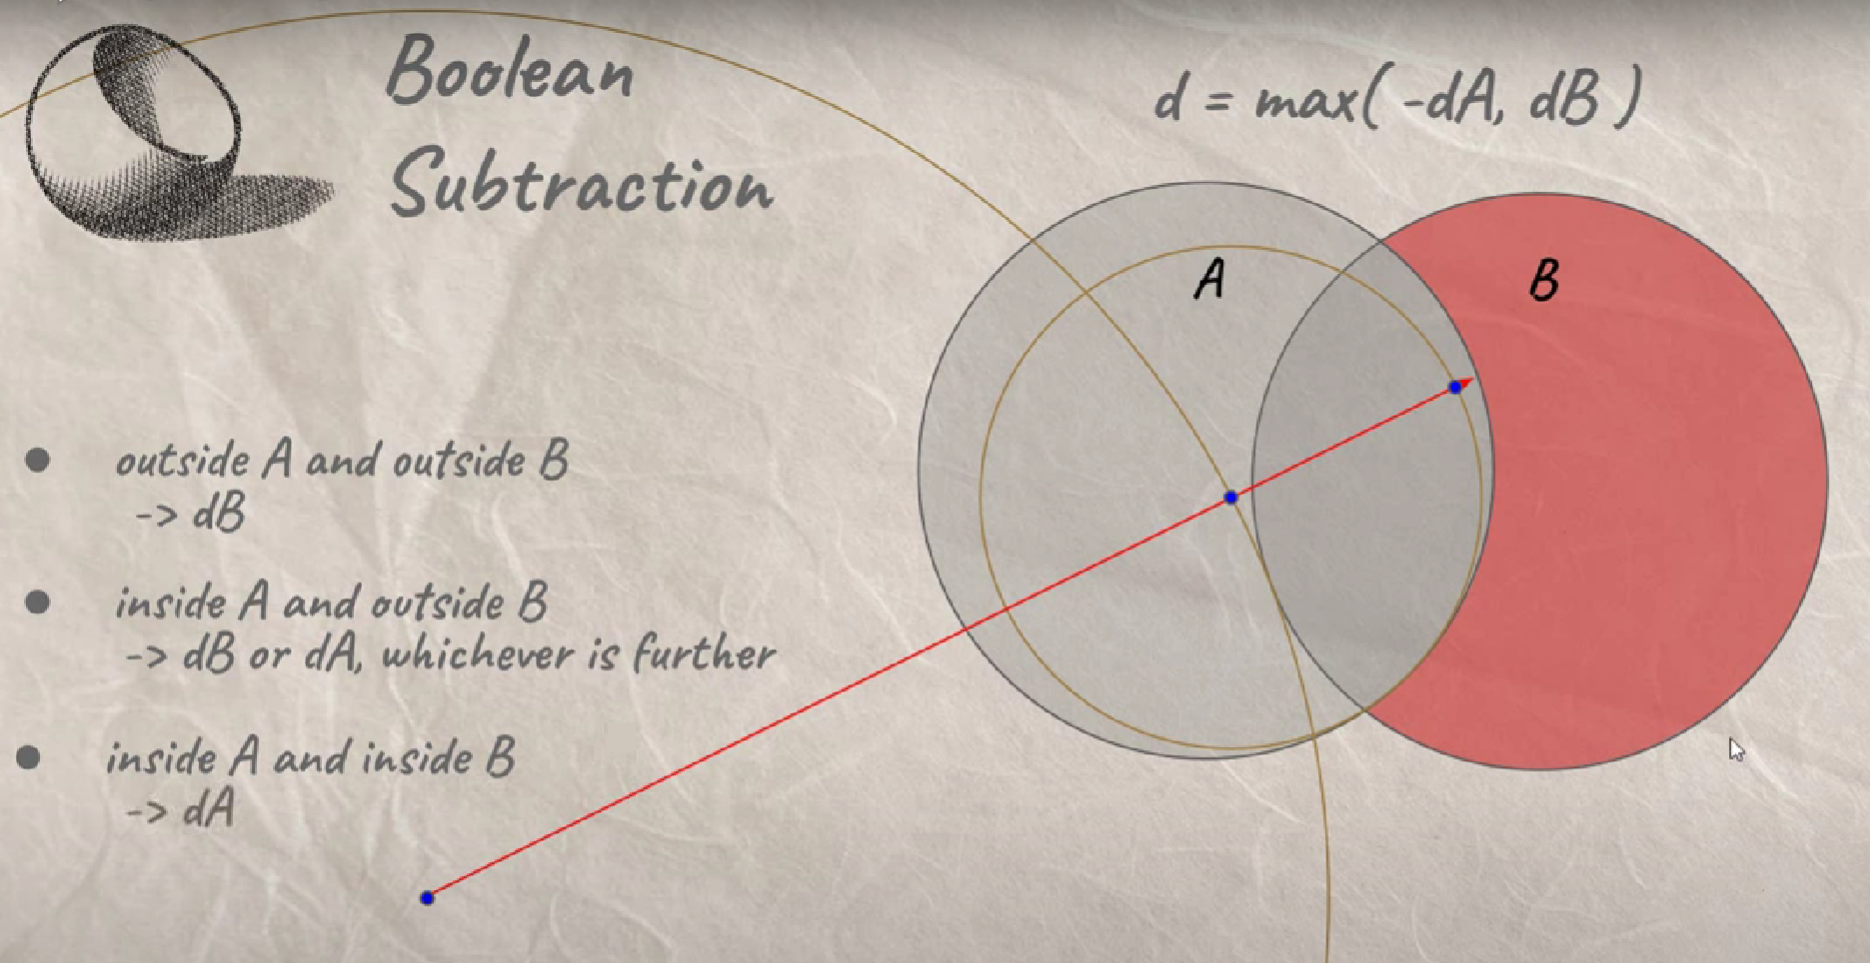 Boolean
Subtraction
d = max( -dA, dB )
A
B
● outside A and outside B
-> dB
● inside A and outside B
-> dB or dA, whichever is further
● inside A and inside B
-> dA